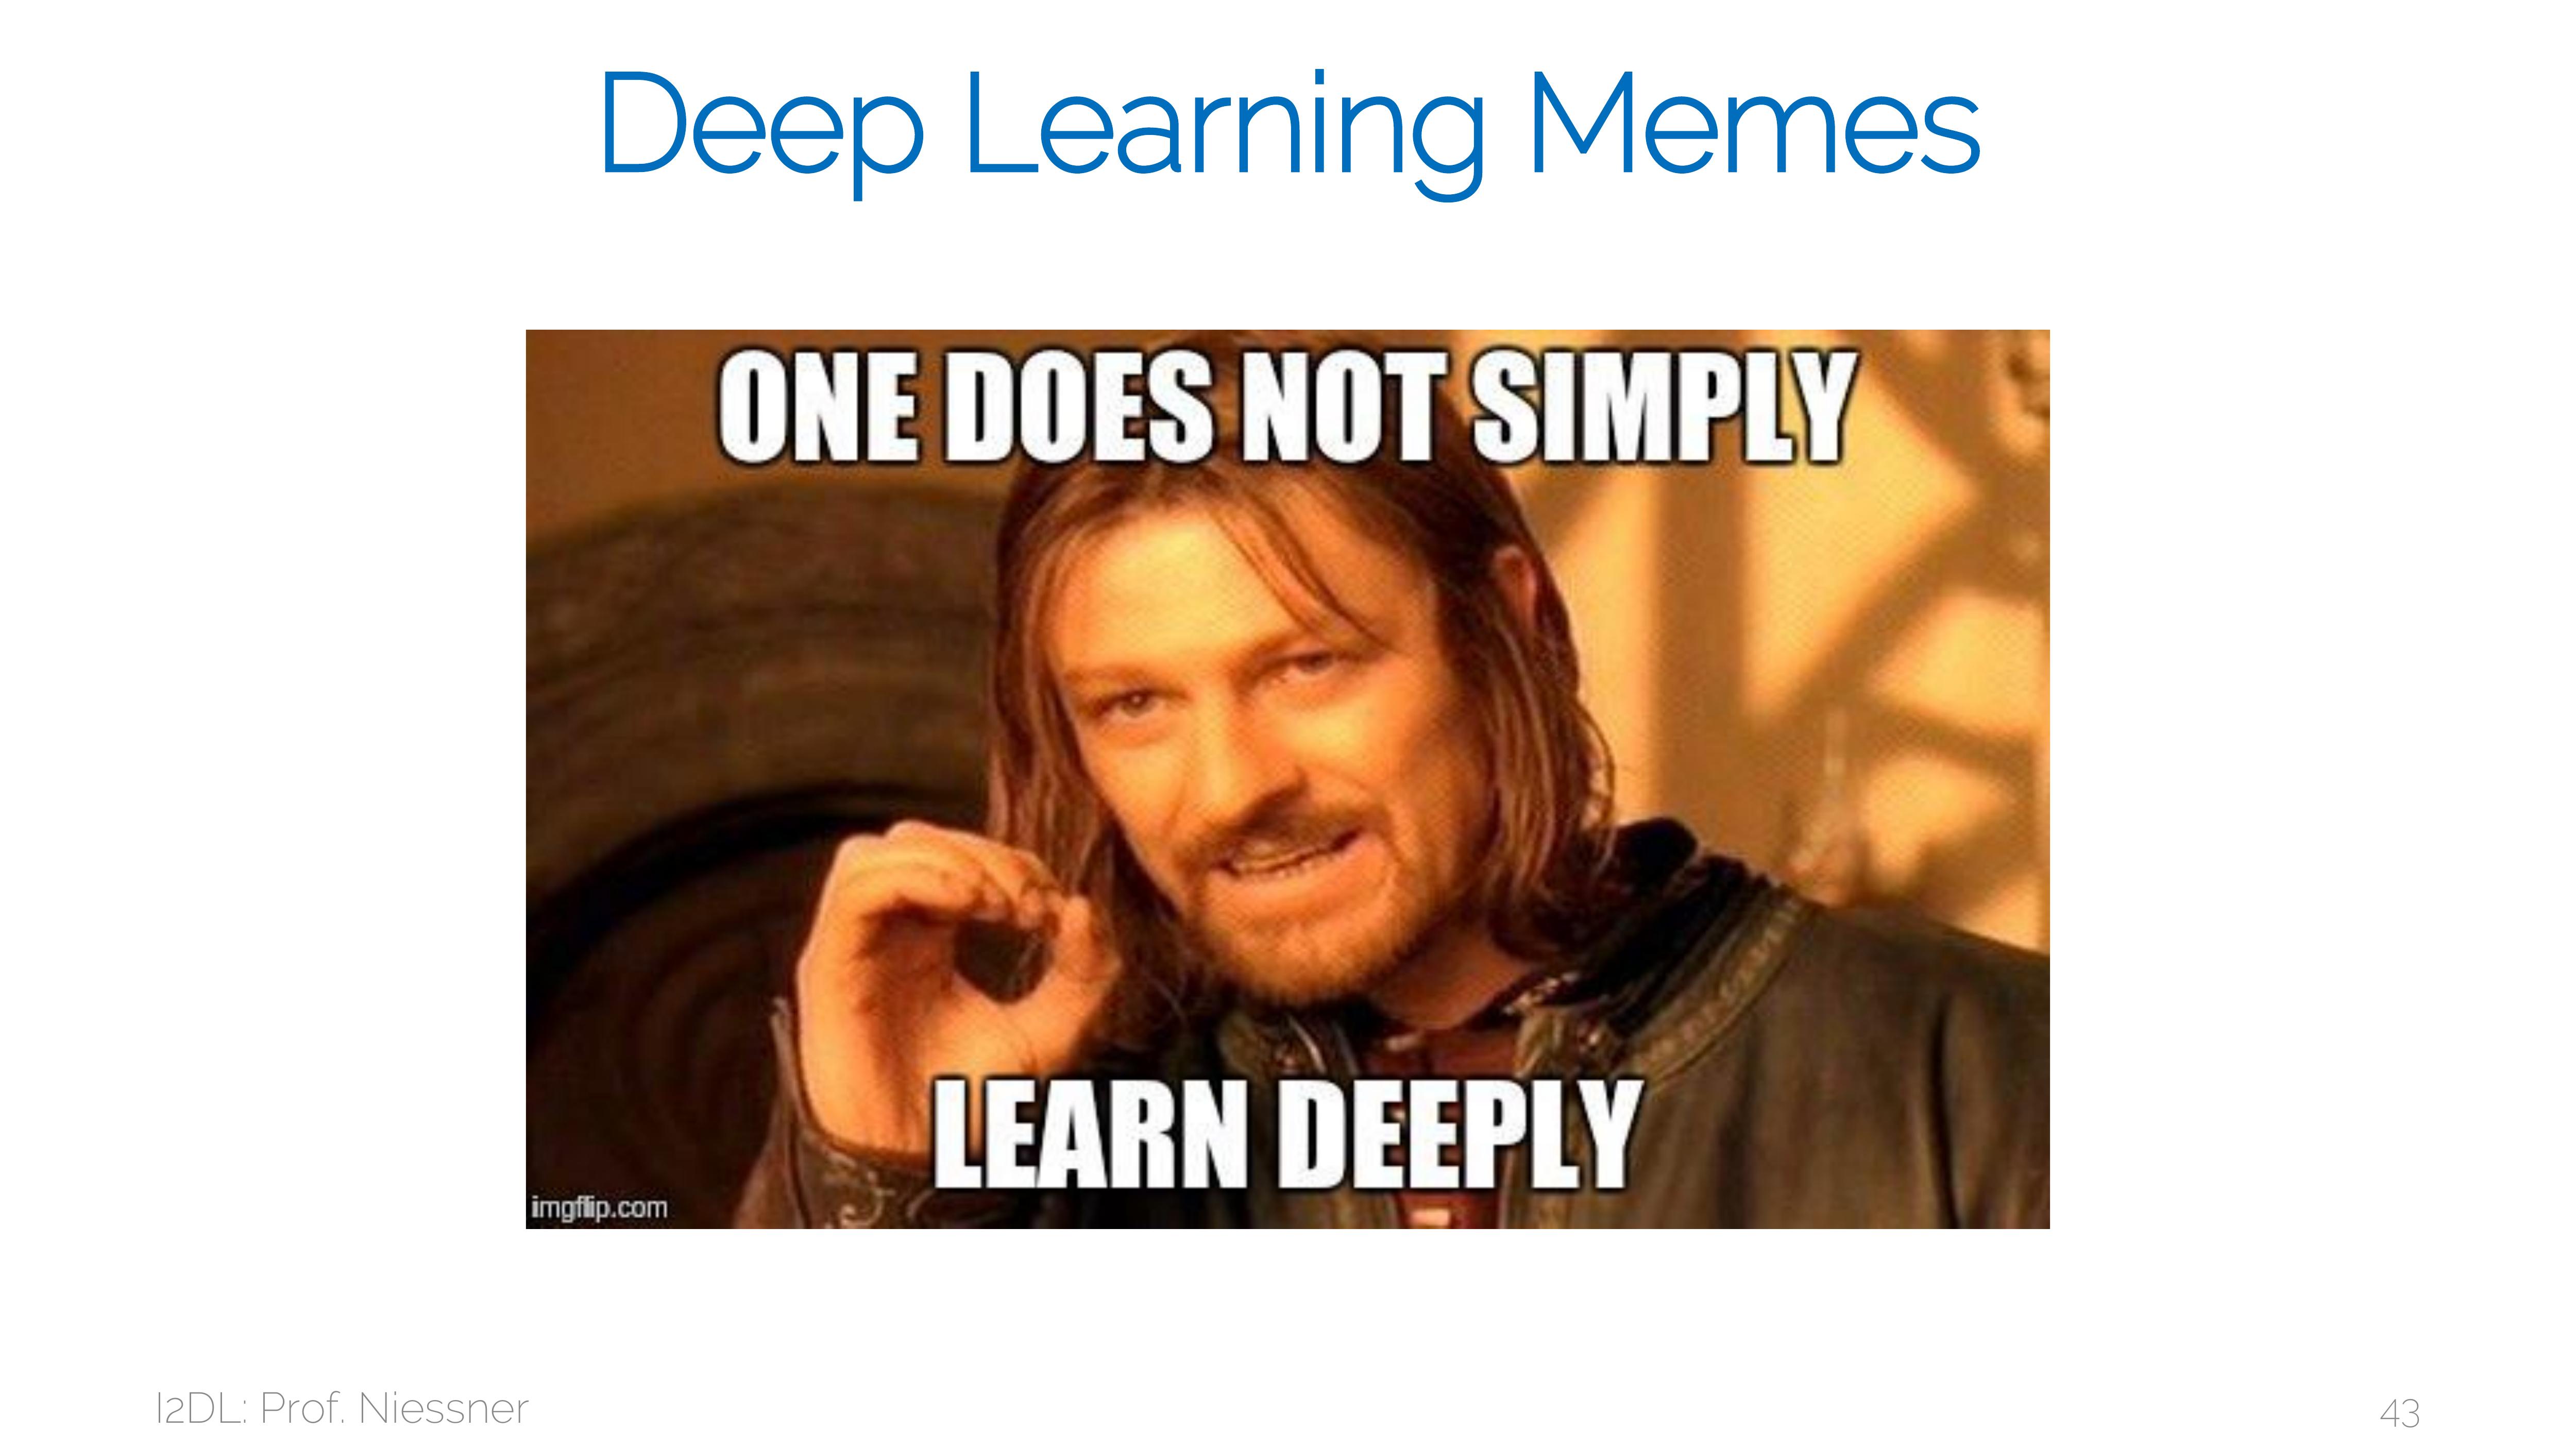 Deep Learning Memes
ONE DOES NOT SIMPLY
LEARN DEEPLY
imgflip.com
I2DL: Prof. Niessner
43